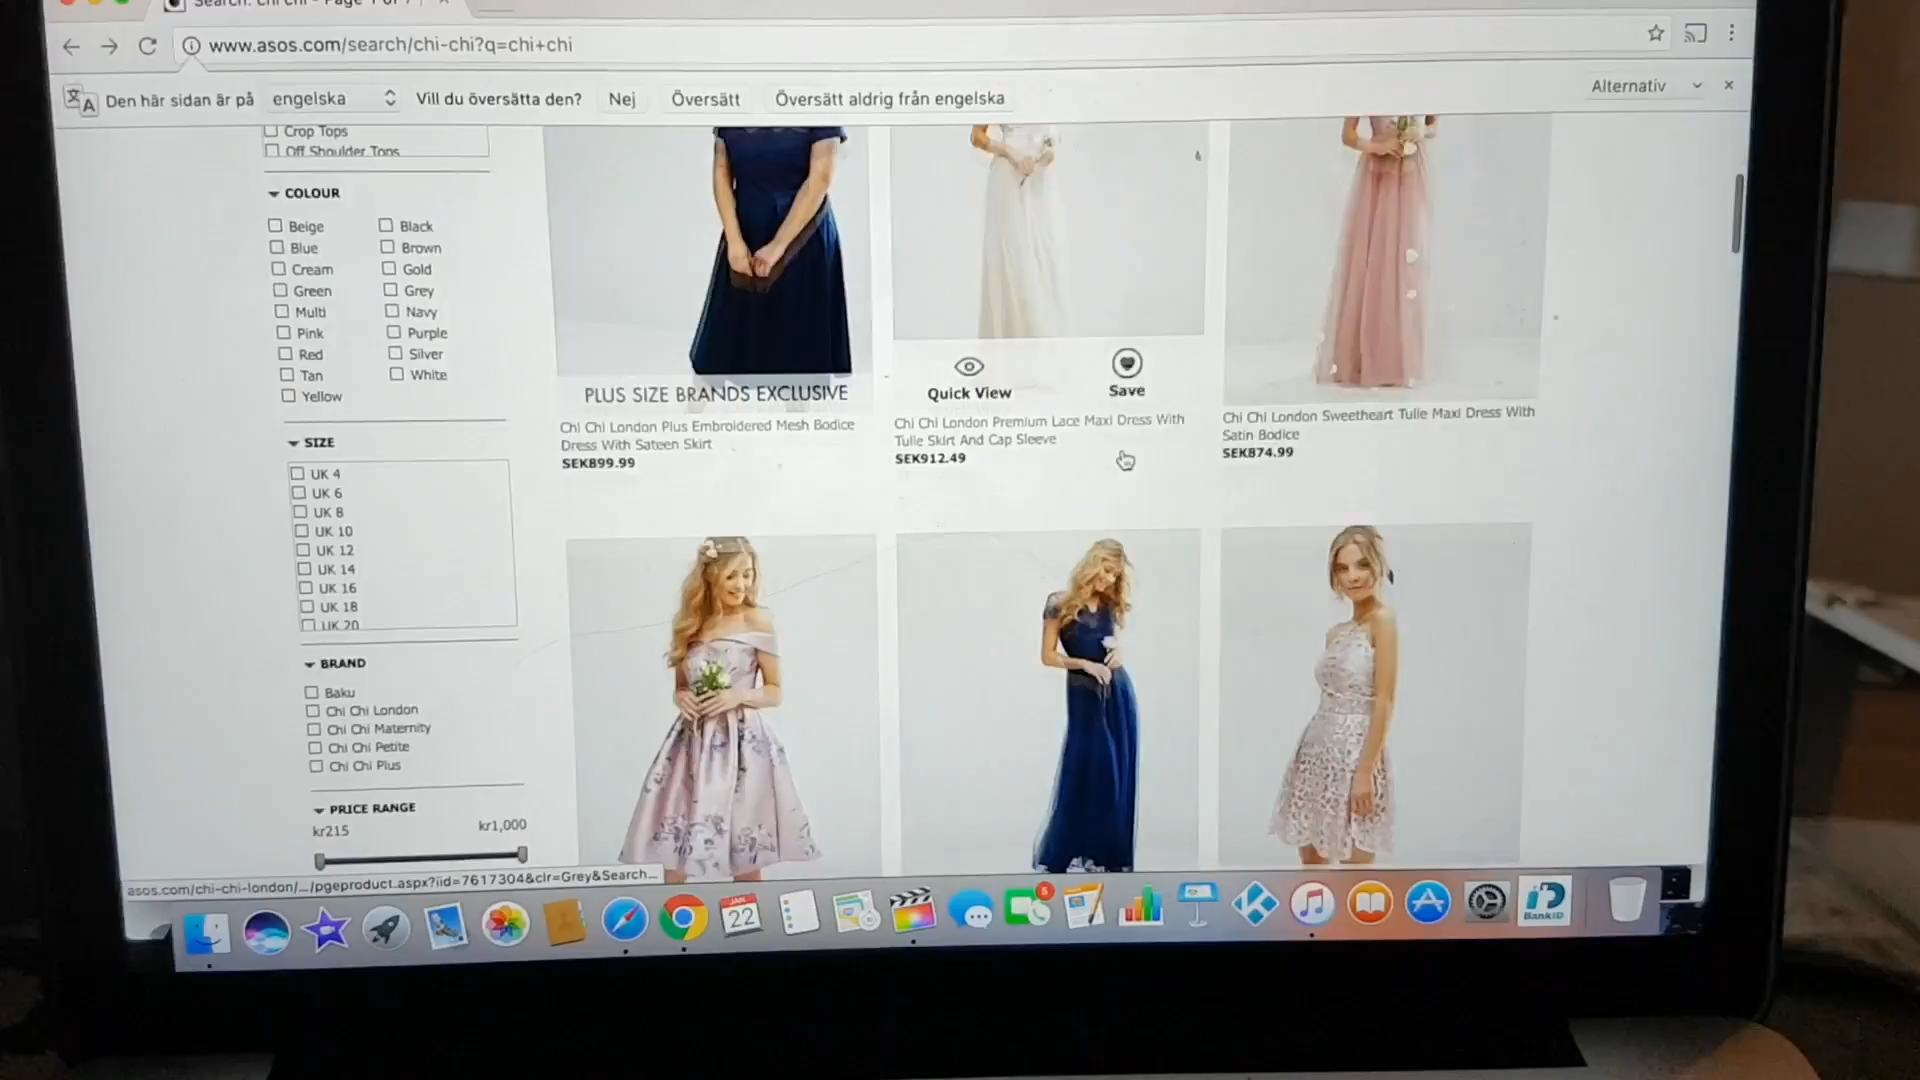 www.asos.com/search/chi-chi?q=chi+chi
Den här sidan är på engelska Vill du översätta den? Nej Översätt Översätt aldrig från engelska Alternativ
Crop Tops
Off Shoulder Tops
COLOUR
Beige Black
Blue Brown
Cream Gold
Green Grey
Multi Navy
Pink Purple
Red Silver
Tan White
Yellow
SIZE
UK 4
UK 6
UK 8
UK 10
UK 12
UK 14
UK 16
UK 18
UK 20
BRAND
Baku
Chi Chi London
Chi Chi Maternity
Chi Chi Petite
Chi Chi Plus
PRICE RANGE
kr215 kr1,000
PLUS SIZE BRANDS EXCLUSIVE
Chi Chi London Plus Embroidered Mesh Bodice
Dress With Sateen Skirt
SEK899.99
Quick View Save
Chi Chi London Premium Lace Maxi Dress With
Tulle Skirt And Cap Sleeve
SEK912.49
Chi Chi London Sweetheart Tulle Maxi Dress With
Satin Bodice
SEK874.99
asos.com/chi-chi-london/.../pgeproduct.aspx?iid=7617304&clr=Grey&Search...
JAN
22
5
BankID